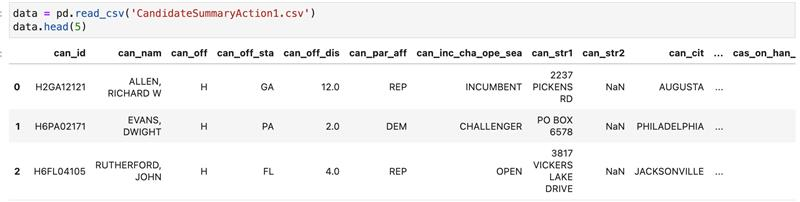 data = pd.read_csv('CandidateSummaryAction1.csv')
data.head(5)
can_id can_nam can_off can_off_sta can_off_dis can_par_aff can_inc_cha_ope_sea can_str1 can_str2 can_cit ... cas_on_han_
0 H2GA12121 ALLEN, RICHARD W H GA 12.0 REP INCUMBENT 2237 PICKENS RD NaN AUGUSTA ...
1 H6PA02171 EVANS, DWIGHT H PA 2.0 DEM CHALLENGER PO BOX 6578 NaN PHILADELPHIA ...
2 H6FL04105 RUTHERFORD, JOHN H FL 4.0 REP OPEN 3817 VICKERS LAKE DRIVE NaN JACKSONVILLE ...